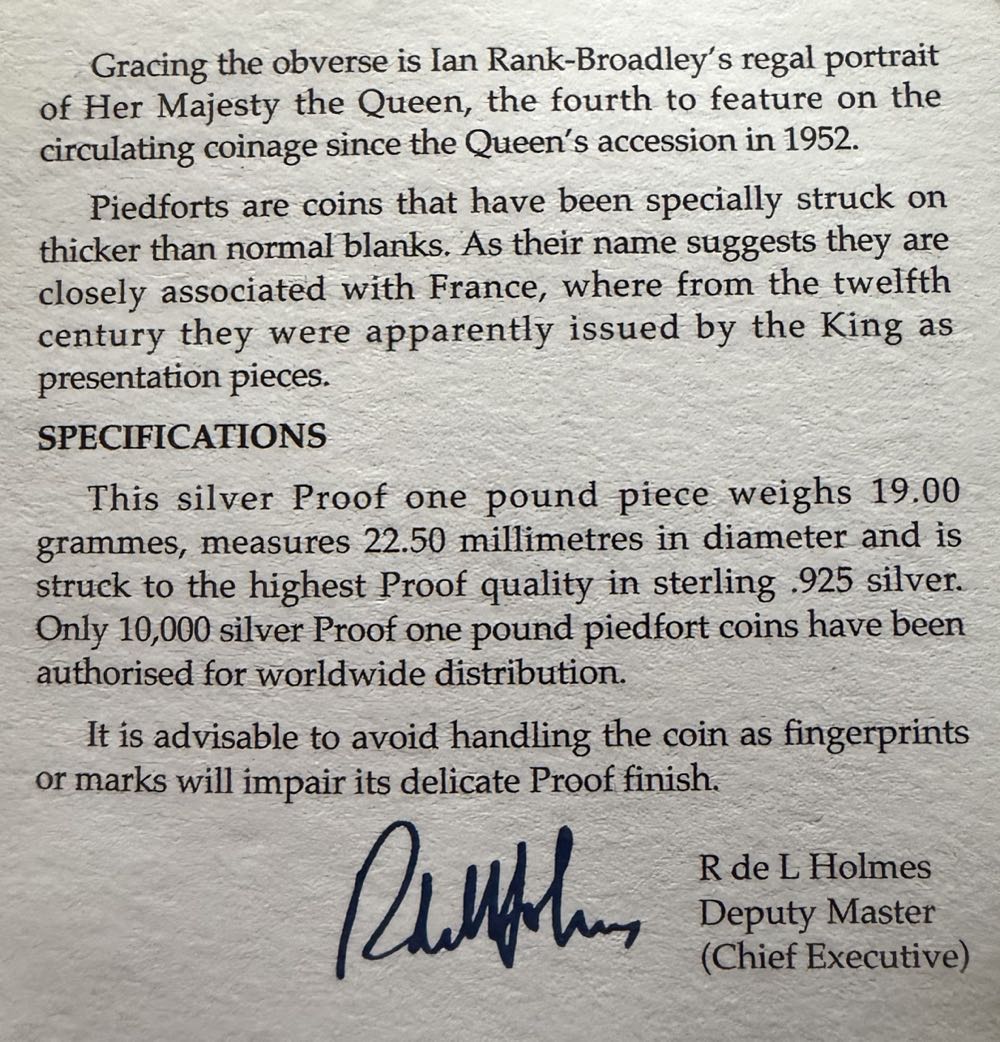 Gracing the obverse is Ian Rank-Broadley's regal portrait
of Her Majesty the Queen, the fourth to feature on the
circulating coinage since the Queen's accession in 1952.
Piedforts are coins that have been specially struck on
thicker than normal blanks. As their name suggests they are
closely associated with France, where from the twelfth
century they were apparently issued by the King as
presentation pieces.
SPECIFICATIONS
This silver Proof one pound piece weighs 19.00
grammes, measures 22.50 millimetres in diameter and is
struck to the highest Proof quality in sterling .925 silver.
Only 10,000 silver Proof one pound piedfort coins have been
authorised for worldwide distribution.
It is advisable to avoid handling the coin as fingerprints
or marks will impair its delicate Proof finish.
R de L Holmes
Deputy Master
(Chief Executive)